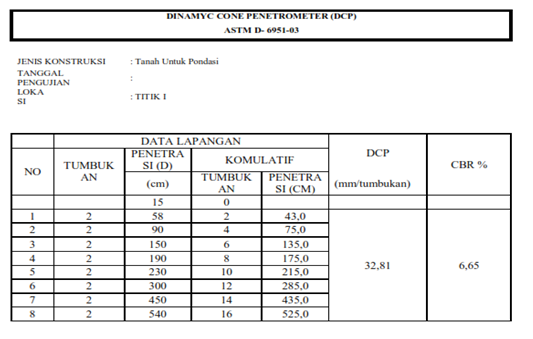 DINAMYC CONE PENETROMETER (DCP)
ASTM D- 6951-03
JENIS KONSTRUKSI : Tanah Untuk Pondasi
TANGGAL
PENGUJIAN :
LOKA
SI : TITIK I
DATA LAPANGAN
NO
TUMBUK
AN
PENETRA
SI (D)
(cm)
KOMULATIF
TUMBUK
AN
PENETRA
SI (CM)
DCP
(mm/tumbukan)
CBR %
15 0
1 2 58 2 43,0
2 2 90 4 75,0
3 2 150 6 135,0
4 2 190 8 175,0
5 2 230 10 215,0
6 2 300 12 285,0
7 2 450 14 435,0
8 2 540 16 525,0
32,81 6,65